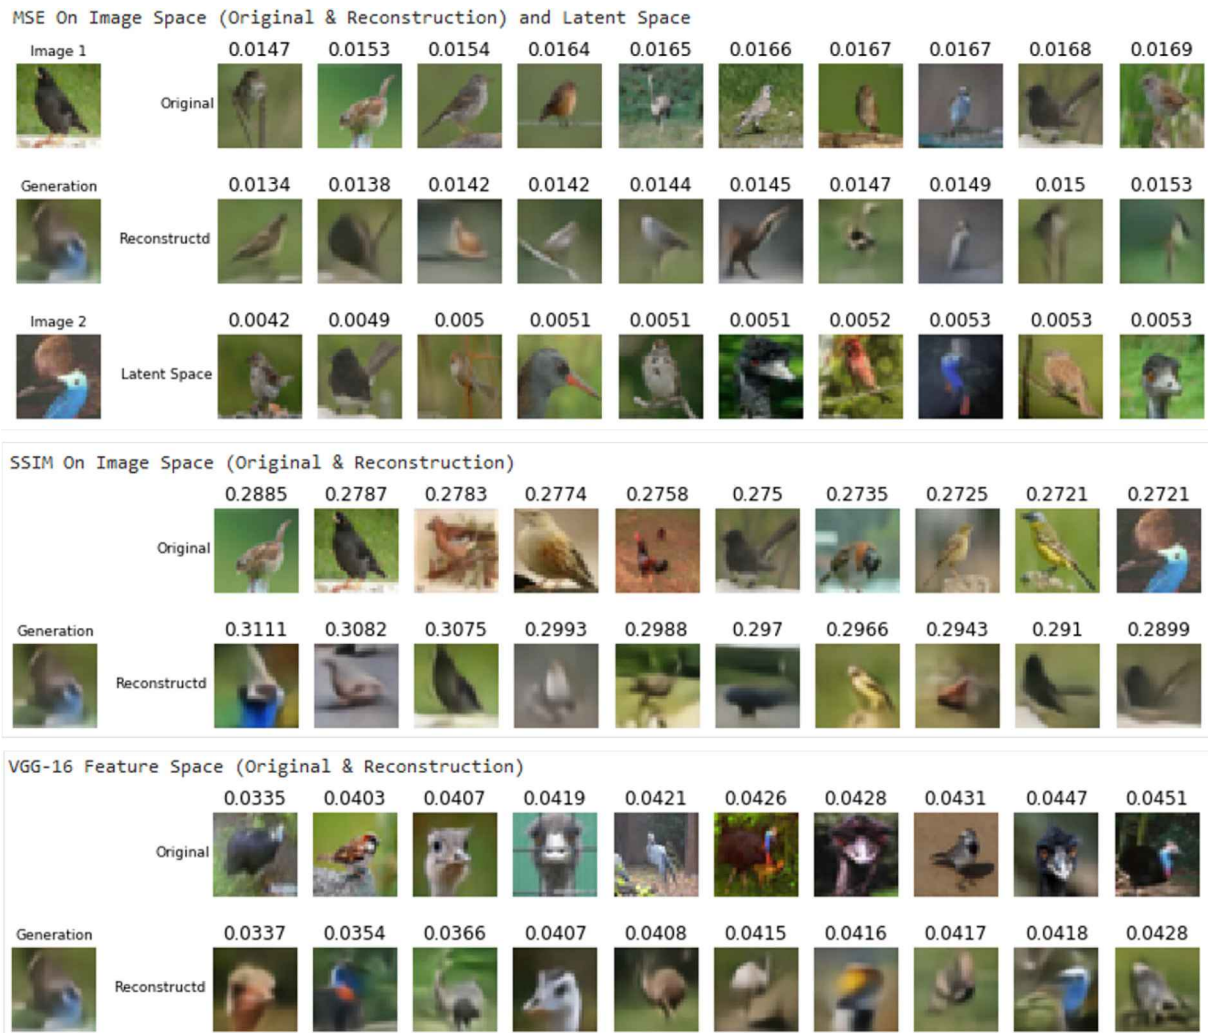 MSE On Image Space (Original & Reconstruction) and Latent Space
Image 1 0.0147 0.0153 0.0154 0.0164 0.0165 0.0166 0.0167 0.0167 0.0168 0.0169
Original
Generation 0.0134 0.0138 0.0142 0.0142 0.0144 0.0145 0.0147 0.0149 0.015 0.0153
Reconstructd
Image 2 0.0042 0.0049 0.005 0.0051 0.0051 0.0051 0.0052 0.0053 0.0053 0.0053
Latent Space
SSIM On Image Space (Original & Reconstruction)
0.2885 0.2787 0.2783 0.2774 0.2758 0.275 0.2735 0.2725 0.2721 0.2721
Original
Generation 0.3111 0.3082 0.3075 0.2993 0.2988 0.297 0.2966 0.2943 0.291 0.2899
Reconstructd
VGG-16 Feature Space (Original & Reconstruction)
0.0335 0.0403 0.0407 0.0419 0.0421 0.0426 0.0428 0.0431 0.0447 0.0451
Original
Generation 0.0337 0.0354 0.0366 0.0407 0.0408 0.0415 0.0416 0.0417 0.0418 0.0428
Reconstructd